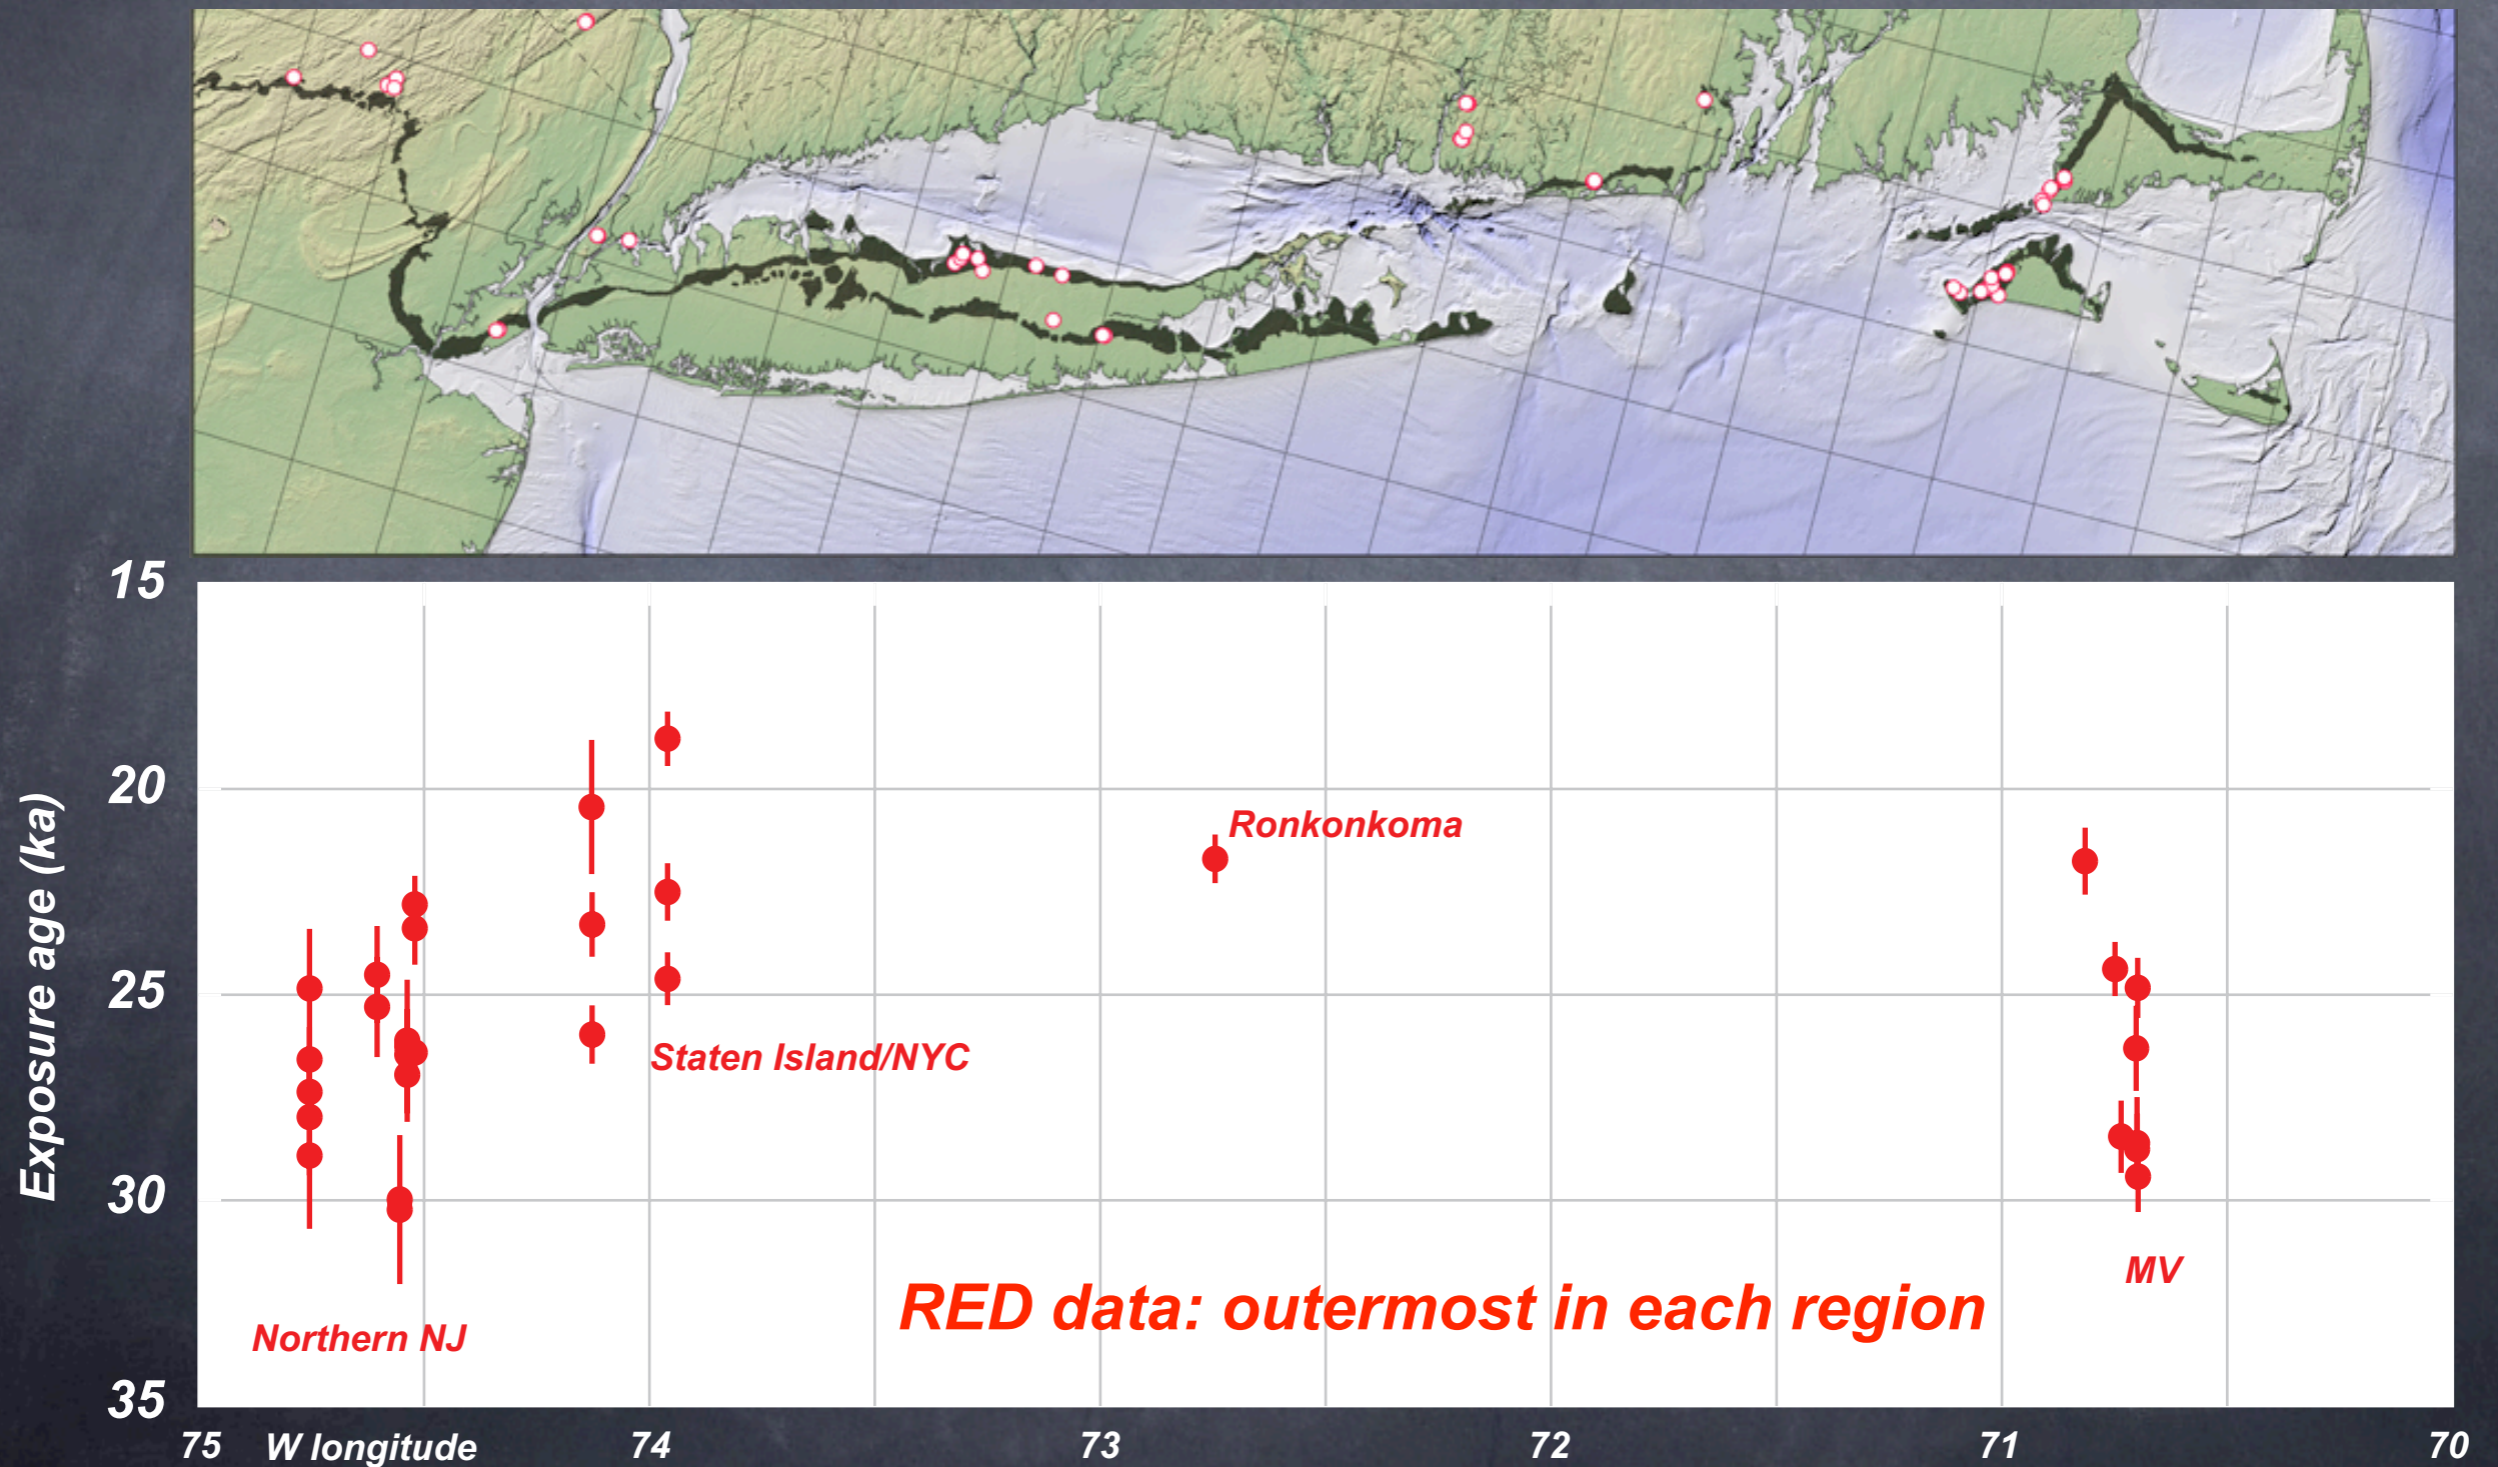 15
20
25
30
35
Exposure age (ka)
Ronkonkoma
Staten Island/NYC
MV
RED data: outermost in each region
Northern NJ
75 W longitude 74 73 72 71 70